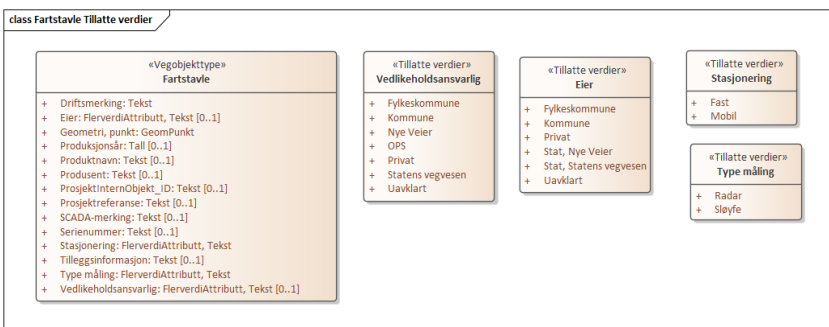 class Fartstavle Tillatte verdier
«Vegobjekttype»
Fartstavle
+ Driftsmerking: Tekst
+ Eier: FlerverdiAttributt, Tekst [0..1]
+ Geometri, punkt: GeomPunkt
+ Produksjonsår: Tall [0..1]
+ Produktnavn: Tekst [0..1]
+ Produsent: Tekst [0..1]
+ ProsjektInternObjekt_ID: Tekst [0..1]
+ Prosjektreferanse: Tekst [0..1]
+ SCADA-merking: Tekst [0..1]
+ Serienummer: Tekst [0..1]
+ Stasjonering: FlerverdiAttributt, Tekst
+ Tilleggsinformasjon: Tekst [0..1]
+ Type måling: FlerverdiAttributt, Tekst
+ Vedlikeholdsansvarlig: FlerverdiAttributt, Tekst [0..1]
«Tillatte verdier»
Vedlikeholdsansvarlig
+ Fylkeskommune
+ Kommune
+ Nye Veier
+ OPS
+ Privat
+ Statens vegvesen
+ Uavklart
«Tillatte verdier»
Eier
+ Fylkeskommune
+ Kommune
+ Privat
+ Stat, Nye Veier
+ Stat, Statens vegvesen
+ Uavklart
«Tillatte verdier»
Stasjonering
+ Fast
+ Mobil
«Tillatte verdier»
Type måling
+ Radar
+ Sløyfe